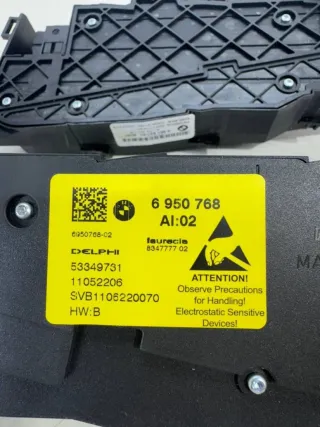 6 950 768
AI:02
6950768-02
DELPHI
faurecia
8347777 02
53349731
11052206
SVB1105220070
HW:B
ATTENTION!
Observe Precautions
for Handling!
Electrostatic Sensitive
Devices!
MA